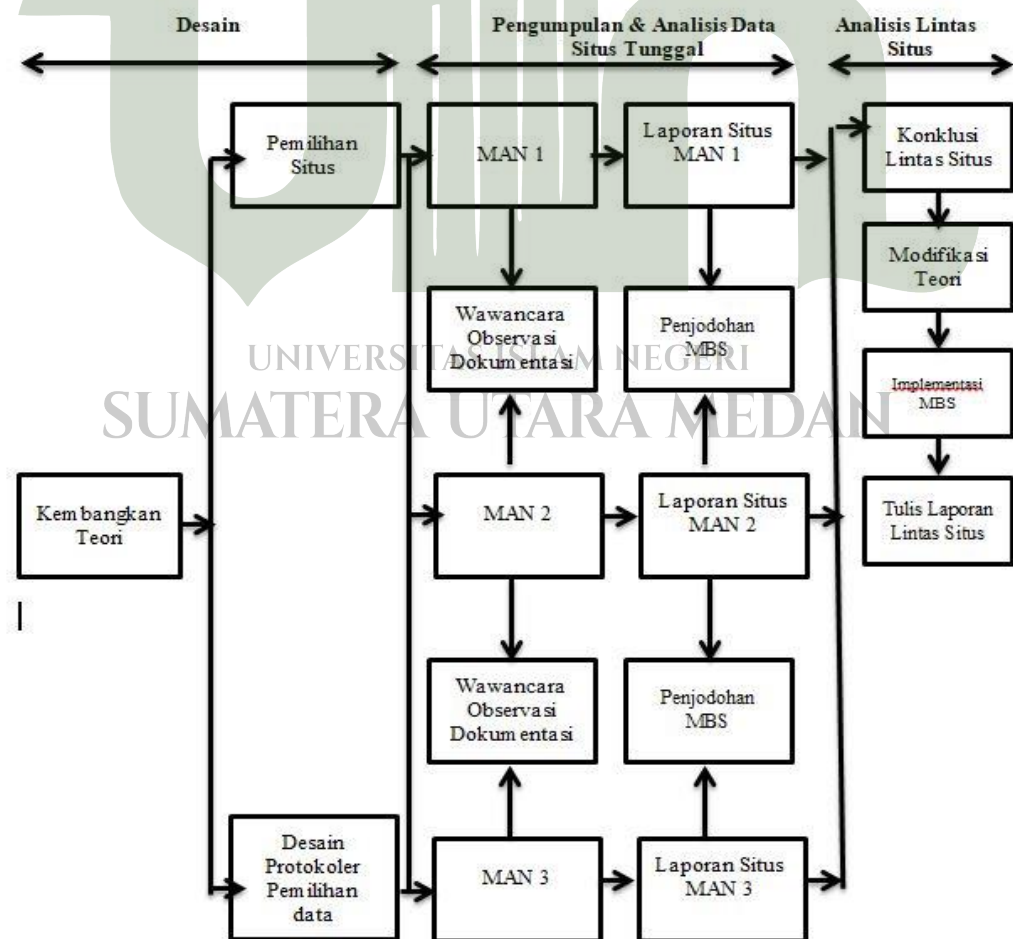 Desain
Pengumpulan & Analisis Data
Situs Tunggal
Analisis Lintas
Situs
Pemilihan
Situs
MAN 1
Laporan Situs
MAN 1
Konklusi
Lintas Situs
Modifikasi
Teori
Wawancara
Observasi
Dokumentasi
Penjodohan
MBS
Implementasi
MBS
UNIVERSITAS ISLAM NEGERI
SUMATERA UTARA MEDAN
Kembangkan
Teori
MAN 2
Laporan Situs
MAN 2
Tulis Laporan
Lintas Situs
Wawancara
Observasi
Dokumentasi
Penjodohan
MBS
Desain
Protokoler
Pemilihan
data
MAN 3
Laporan Situs
MAN 3